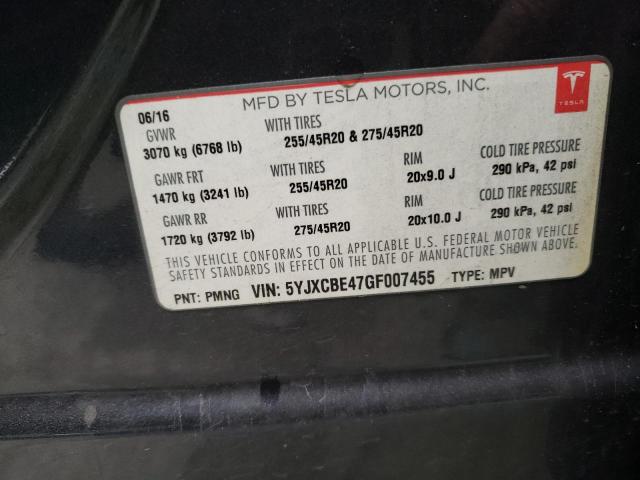 MFD BY TESLA MOTORS, INC.
TESLA
06/16
GVWR WITH TIRES
3070 kg (6768 lb) 255/45R20 & 275/45R20
GAWR FRT WITH TIRES RIM COLD TIRE PRESSURE
1470 kg (3241 lb) 255/45R20 20x9.0 J 290 kPa, 42 psi
GAWR RR WITH TIRES RIM COLD TIRE PRESSURE
1720 kg (3792 lb) 275/45R20 20x10.0 J 290 kPa, 42 psi
THIS VEHICLE CONFORMS TO ALL APPLICABLE U.S. FEDERAL MOTOR VEHICLE
SAFETY STANDARDS IN EFFECT ON THE DATE OF MANUFACTURE SHOWN ABOVE.
PNT: PMNG VIN: 5YJXCBE47GF007455 TYPE: MPV